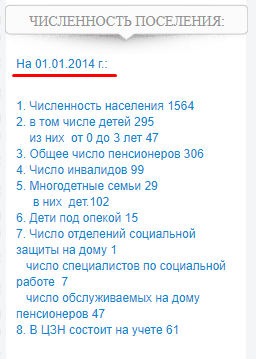 ЧИСЛЕННОСТЬ ПОСЕЛЕНИЯ:
На 01.01.2014 г.:
1. Численность населения 1564
2. в том числе детей 295
из них от 0 до 3 лет 47
3. Общее число пенсионеров 306
4. Число инвалидов 99
5. Многодетные семьи 29
в них дет.102
6. Дети под опекой 15
7. Число отделений социальной
защиты на дому 1
число специалистов по социальной
работе 7
число обслуживаемых на дому
пенсионеров 47
8. В ЦЗН состоит на учете 61